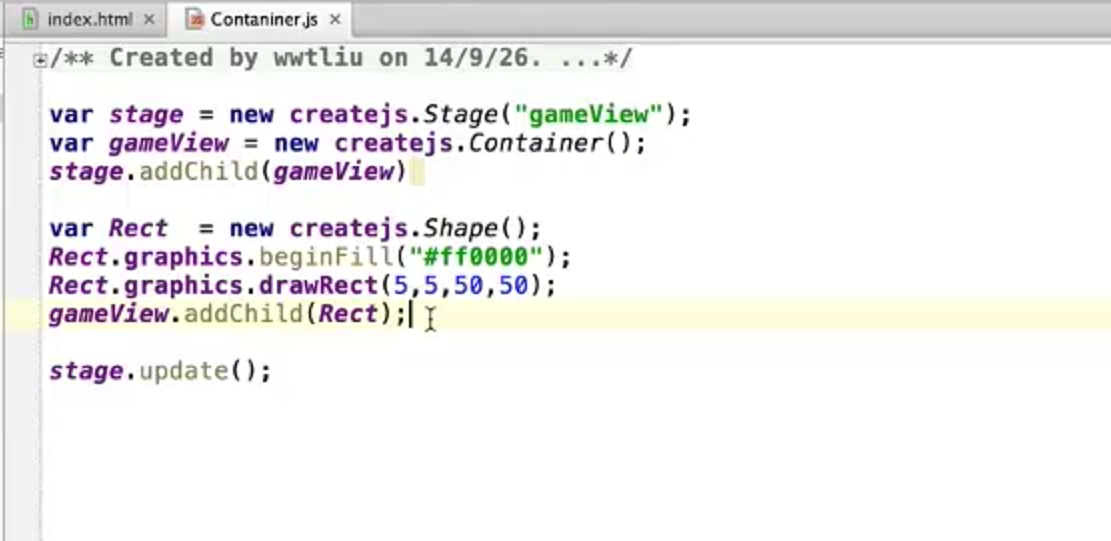 index.html
Contaniner.js
/** Created by wwtliu on 14/9/26. ...*/
var stage = new createjs.Stage("gameView");
var gameView = new createjs.Container();
stage.addChild(gameView)
var Rect  = new createjs.Shape();
Rect.graphics.beginFill("#ff0000");
Rect.graphics.drawRect(5,5,50,50);
gameView.addChild(Rect);
stage.update();